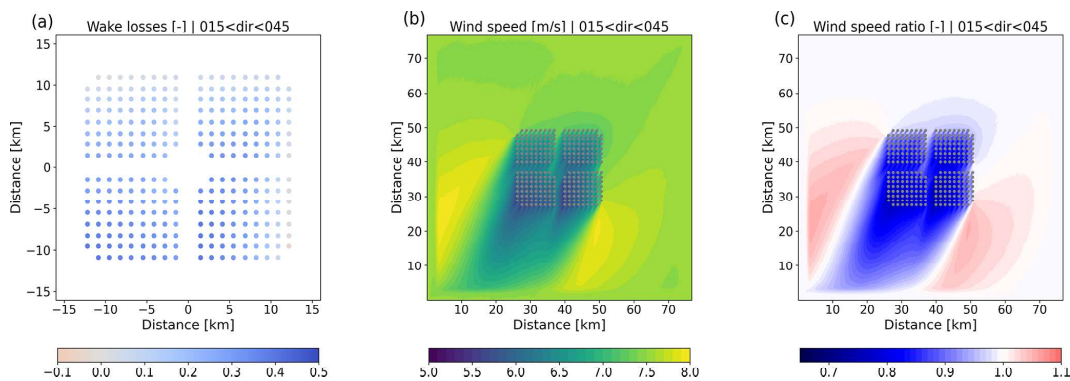 (a)
Wake losses [-] | 015<dir<045
15
10
5
0
−5
−10
−15
Distance [km]
−15 −10 −5 0 5 10 15
Distance [km]
−0.1 0.0 0.1 0.2 0.3 0.4 0.5
(b)
Wind speed [m/s] | 015<dir<045
70
60
50
40
30
20
10
Distance [km]
10 20 30 40 50 60 70
Distance [km]
5.0 5.5 6.0 6.5 7.0 7.5 8.0
(c)
Wind speed ratio [-] | 015<dir<045
70
60
50
40
30
20
10
Distance [km]
10 20 30 40 50 60 70
Distance [km]
0.7 0.8 0.9 1.0 1.1